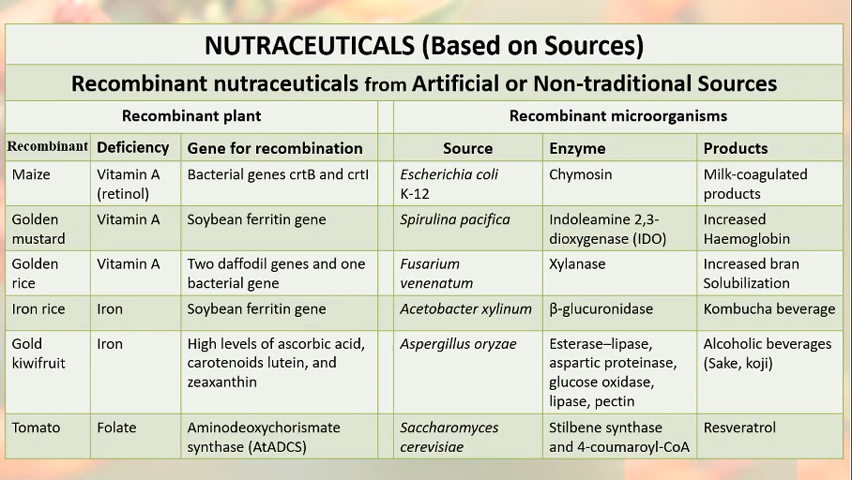 NUTRACEUTICALS (Based on Sources)
Recombinant nutraceuticals from Artificial or Non-traditional Sources
Recombinant plant
Recombinant microorganisms
Recombinant Deficiency Gene for recombination Source Enzyme Products
Maize
Vitamin A
(retinol)
Bacterial genes crtB and crtI
Escherichia coli
K-12
Chymosin
Milk-coagulated
products
Golden
mustard
Vitamin A
Soybean ferritin gene
Spirulina pacifica
Indoleamine 2,3-
dioxygenase (IDO)
Increased
Haemoglobin
Golden
rice
Vitamin A
Two daffodil genes and one
bacterial gene
Fusarium
venenatum
Xylanase
Increased bran
Solubilization
Iron rice
Iron
Soybean ferritin gene
Acetobacter xylinum
β-glucuronidase
Kombucha beverage
Gold
kiwifruit
Iron
High levels of ascorbic acid,
carotenoids lutein, and
zeaxanthin
Aspergillus oryzae
Esterase–lipase,
aspartic proteinase,
glucose oxidase,
lipase, pectin
Alcoholic beverages
(Sake, koji)
Tomato
Folate
Aminodeoxychorismate
synthase (AtADCS)
Saccharomyces
cerevisiae
Stilbene synthase
and 4-coumaroyl-CoA
Resveratrol